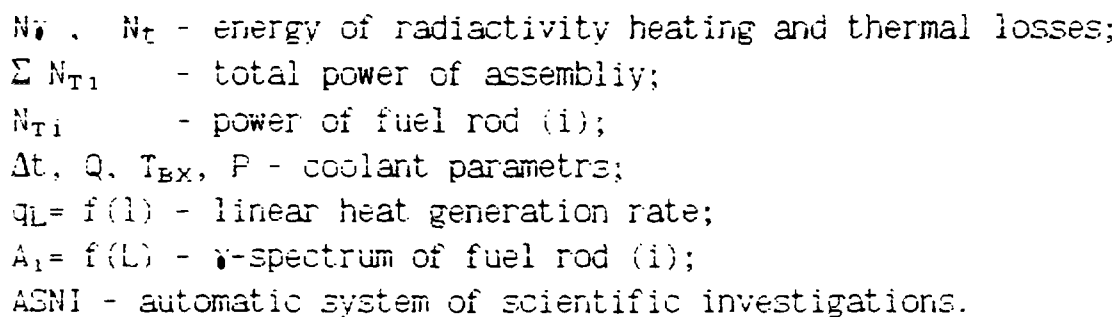 Nγ , Nt - energy of radiactivity heating and thermal losses;
Σ NT1 - total power of assembliy;
NTi - power of fuel rod (i);
Δt, Q, TBX, P - coolant parametrs;
qL= f(l) - linear heat generation rate;
A1= f(L) - γ-spectrum of fuel rod (i);
ASNI - automatic system of scientific investigations.